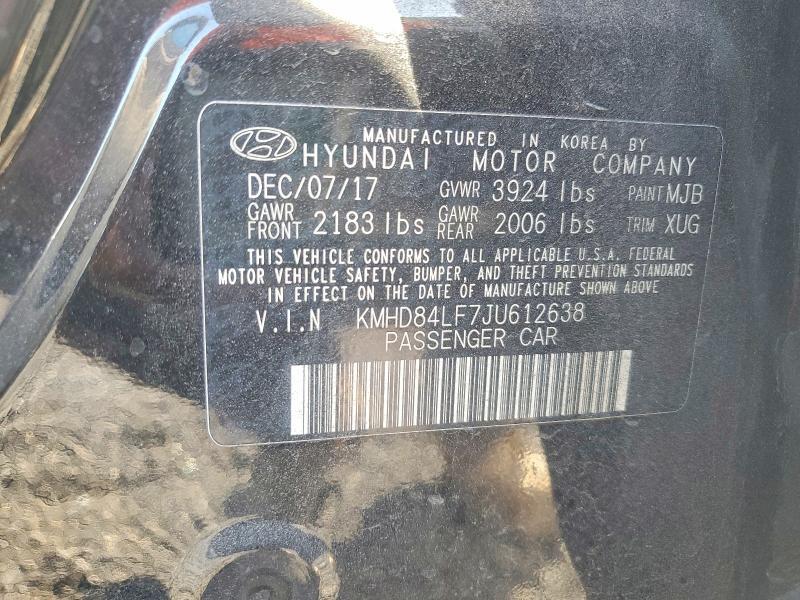 MANUFACTURED IN KOREA BY
HYUNDAI MOTOR COMPANY
DEC/07/17 GVWR 3924 lbs PAINT MJB
GAWR FRONT 2183 lbs GAWR REAR 2006 lbs TRIM XUG
THIS VEHICLE CONFORMS TO ALL APPLICABLE U.S.A. FEDERAL
MOTOR VEHICLE SAFETY, BUMPER, AND THEFT PREVENTION STANDARDS
IN EFFECT ON THE DATE OF MANUFACTURE SHOWN ABOVE
V.I.N KMHD84LF7JU612638
PASSENGER CAR